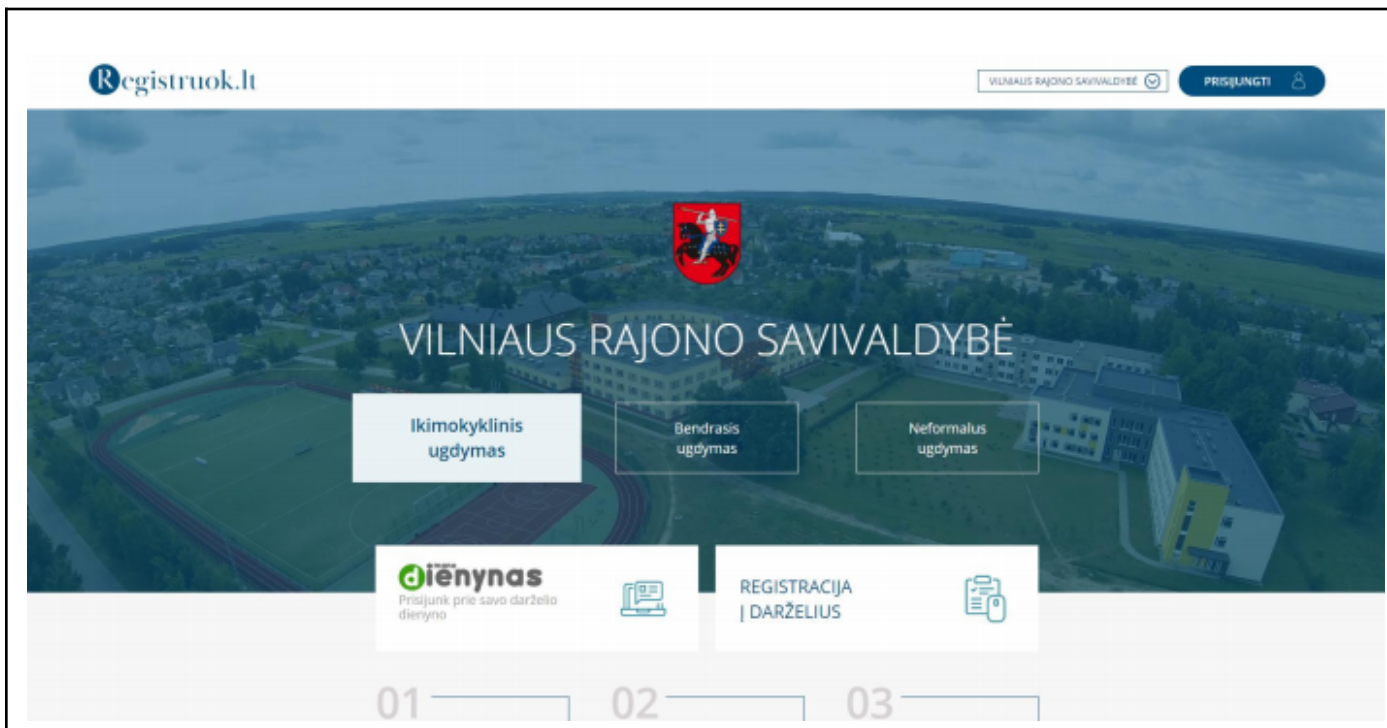 Registruok.lt
VILNIAUS RAJONO SAVIVALDYBĖ
PRISIJUNGTI
VILNIAUS RAJONO SAVIVALDYBĖ
Ikimokyklinis
ugdymas
Bendrasis
ugdymas
Neformalus
ugdymas
mano
dienynas
Prisijunk prie savo darželio
dienyno
REGISTRACIJA
Į DARŽELIUS
01
02
03